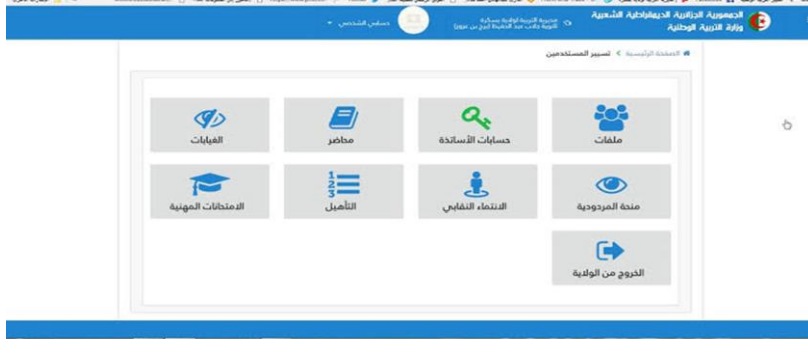 الجمهورية الجزائرية الديمقراطية الشعبية
وزارة التربية الوطنية
مديرية التربية لولاية بسكرة
حسابي الشخصي
الصفحة الرئيسية > تسيير المستخدمين
ملفات
حسابات الأساتذة
محاضر
الغيابات
منحة المردودية
الانتماء النقابي
التأهيل
الامتحانات المهنية
الخروج من الولاية